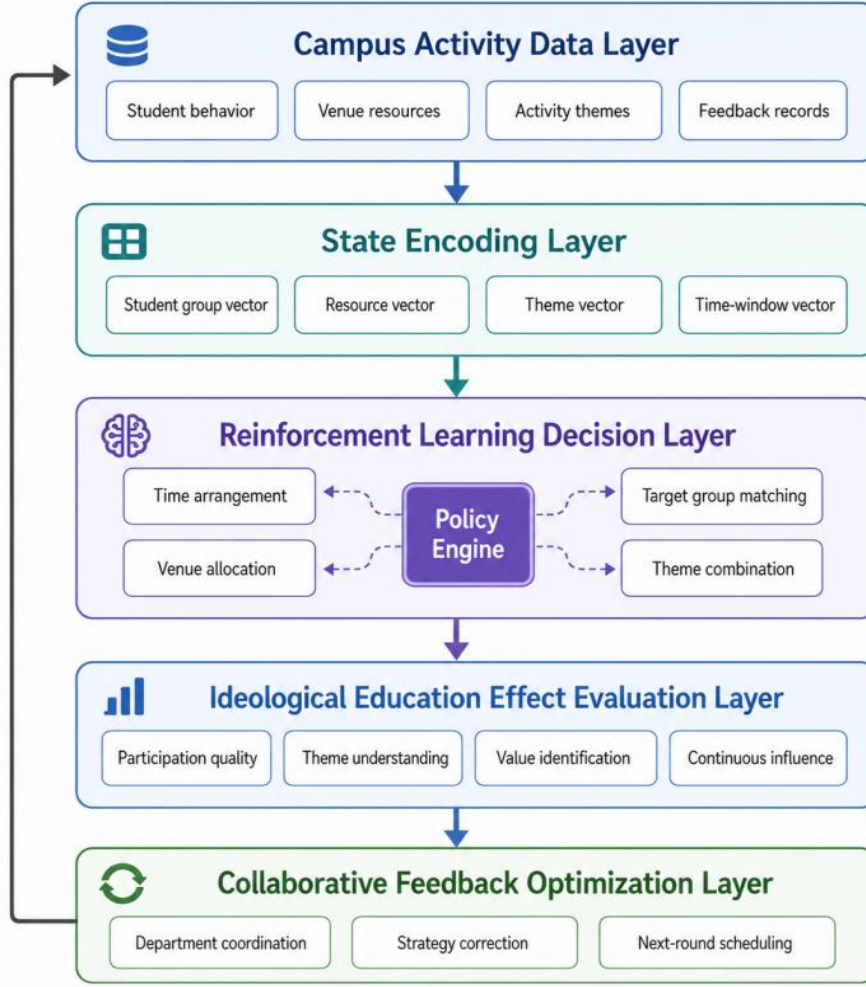 Campus Activity Data Layer
Student behavior
Venue resources
Activity themes
Feedback records
State Encoding Layer
Student group vector
Resource vector
Theme vector
Time-window vector
Reinforcement Learning Decision Layer
Time arrangement
Venue allocation
Policy
Engine
Target group matching
Theme combination
Ideological Education Effect Evaluation Layer
Participation quality
Theme understanding
Value identification
Continuous influence
Collaborative Feedback Optimization Layer
Department coordination
Strategy correction
Next-round scheduling